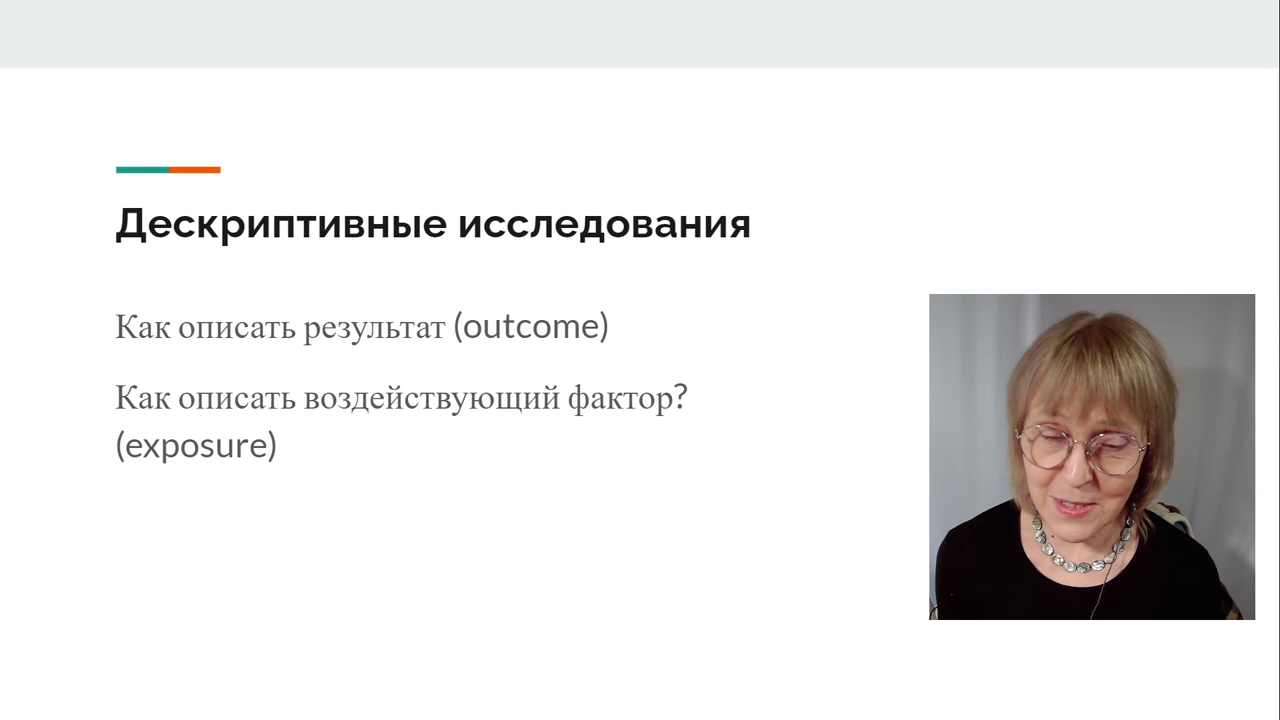 Дескриптивные исследования
Как описать результат (outcome)
Как описать воздействующий фактор?
(exposure)